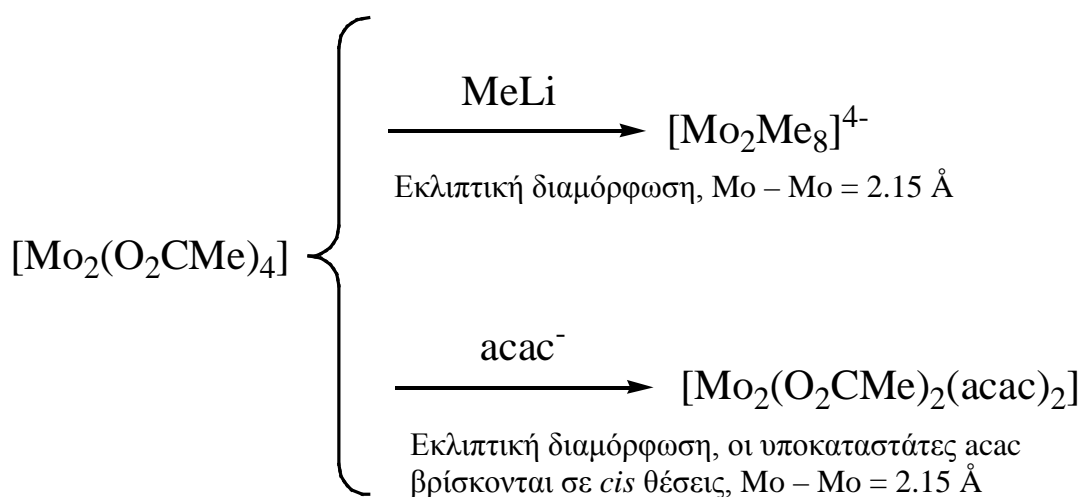 MeLi
[Mo₂Me₈]⁴⁻
Εκλιπτική διαμόρφωση, Mo – Mo = 2.15 Å
[Mo₂(O₂CMe)₄]
acac⁻
[Mo₂(O₂CMe)₂(acac)₂]
Εκλιπτική διαμόρφωση, οι υποκαταστάτες acac
βρίσκονται σε cis θέσεις, Mo – Mo = 2.15 Å